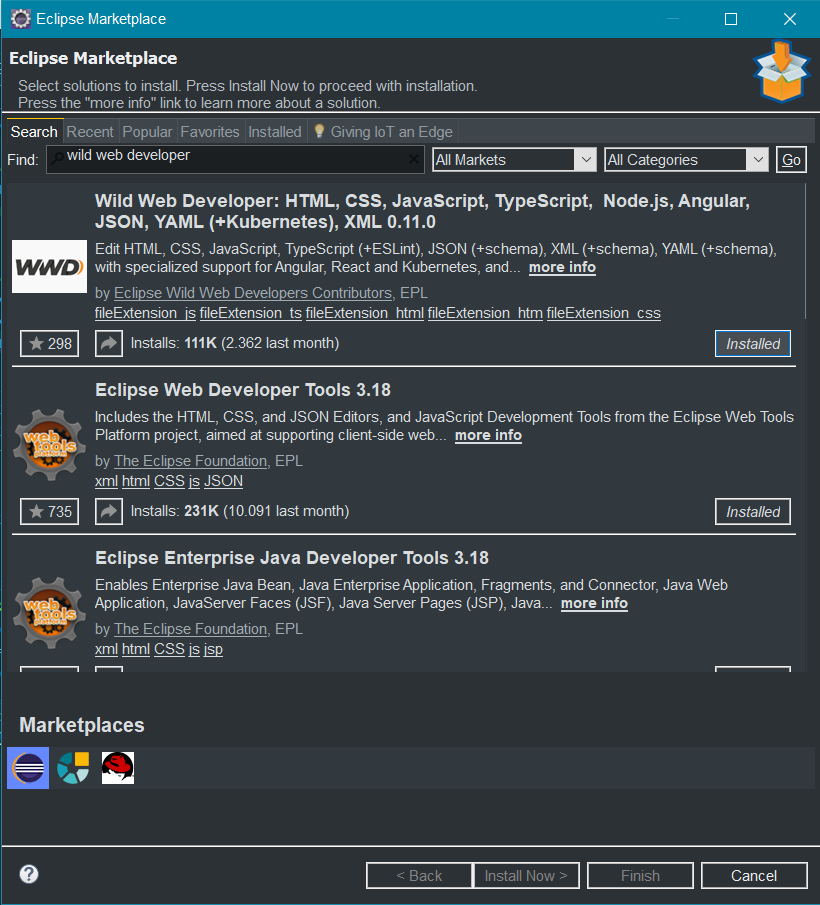 Eclipse Marketplace
Eclipse Marketplace
Select solutions to install. Press Install Now to proceed with installation.
Press the "more info" link to learn more about a solution.
Search Recent Popular Favorites Installed Giving IoT an Edge
Find: wild web developer All Markets All Categories Go
Wild Web Developer: HTML, CSS, JavaScript, TypeScript, Node.js, Angular,
JSON, YAML (+Kubernetes), XML 0.11.0
WWD
Edit HTML, CSS, JavaScript, TypeScript (+ESLint), JSON (+schema), XML (+schema), YAML (+schema),
with specialized support for Angular, React and Kubernetes, and... more info
by Eclipse Wild Web Developers Contributors, EPL
fileExtension_js fileExtension_ts fileExtension_html fileExtension_htm fileExtension_css
298 Installs: 111K (2.362 last month) Installed
Eclipse Web Developer Tools 3.18
web tools platform
Includes the HTML, CSS, and JSON Editors, and JavaScript Development Tools from the Eclipse Web Tools
Platform project, aimed at supporting client-side web... more info
by The Eclipse Foundation, EPL
xml html CSS js JSON
735 Installs: 231K (10.091 last month) Installed
Eclipse Enterprise Java Developer Tools 3.18
web tools platform
Enables Enterprise Java Bean, Java Enterprise Application, Fragments, and Connector, Java Web
Application, JavaServer Faces (JSF), Java Server Pages (JSP), Java... more info
by The Eclipse Foundation, EPL
xml html CSS js jsp
Marketplaces
? < Back Install Now > Finish Cancel